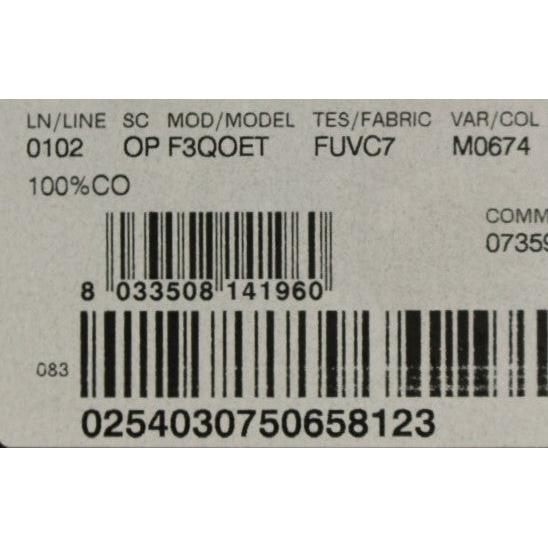 LN/LINE SC MOD/MODEL TES/FABRIC VAR/COL
0102 OP F3QOET FUVC7 M0674
100%CO
COMM
07359
8 033508 141960
083
0254030750658123